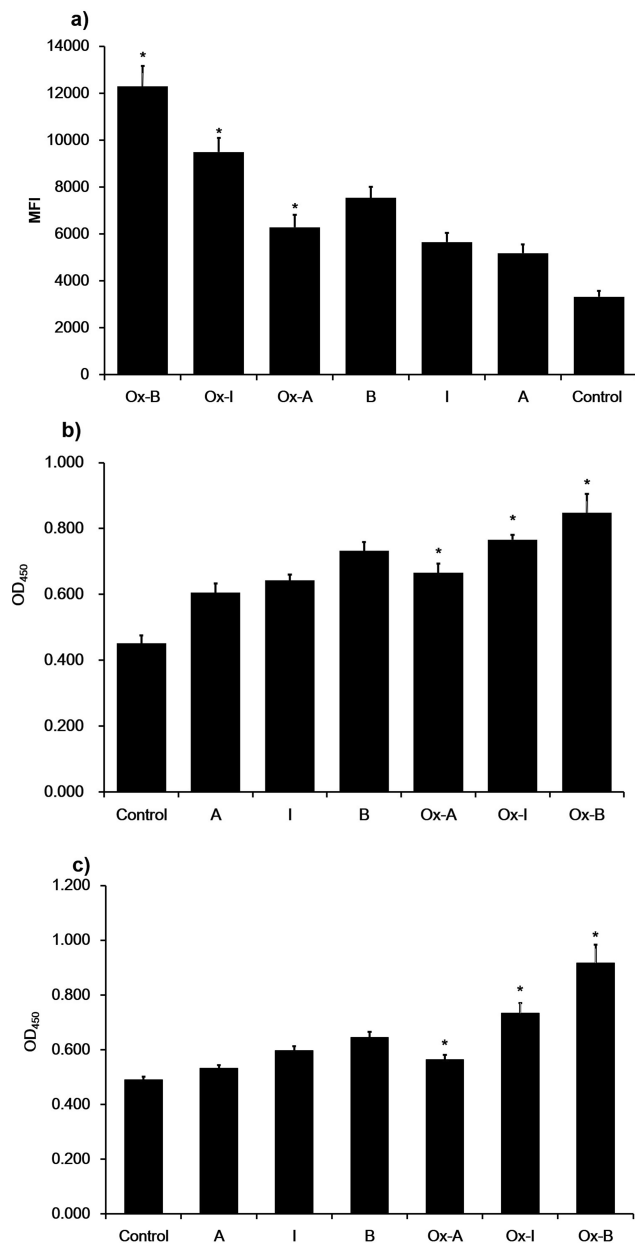 a)
14000
12000
10000
8000
6000
4000
2000
0
MFI
* * *
Ox-B Ox-I Ox-A B I A Control
b)
1.000
0.800
0.600
0.400
0.200
0.000
OD450
* * *
Control A I B Ox-A Ox-I Ox-B
c)
1.200
1.000
0.800
0.600
0.400
0.200
0.000
OD450
* * *
Control A I B Ox-A Ox-I Ox-B